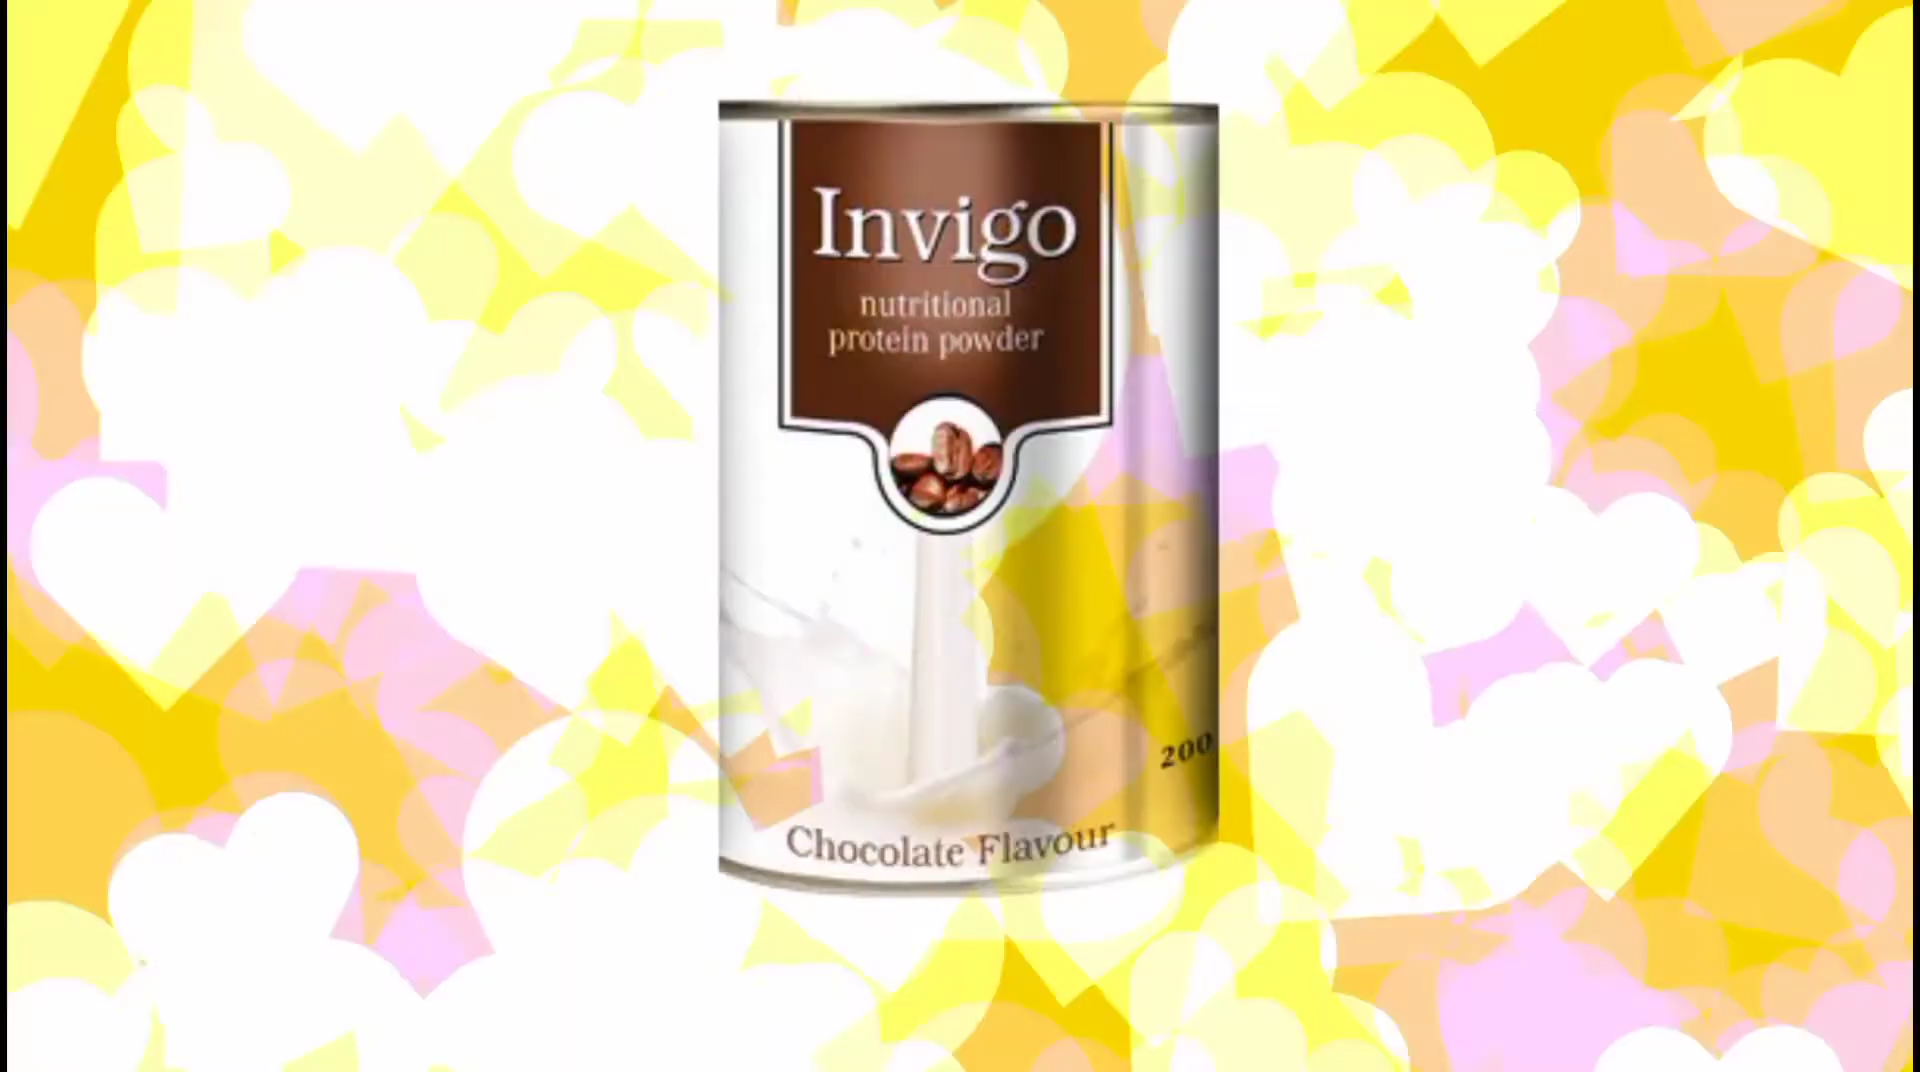 Invigo
nutritional
protein powder
200
Chocolate Flavour